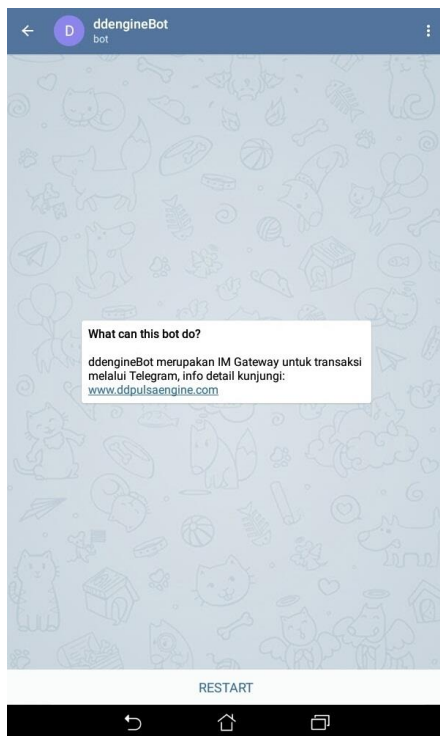 D
ddengineBot
bot
What can this bot do?
ddengineBot merupakan IM Gateway untuk transaksi
melalui Telegram, info detail kunjungi:
www.ddpulsaengine.com
RESTART